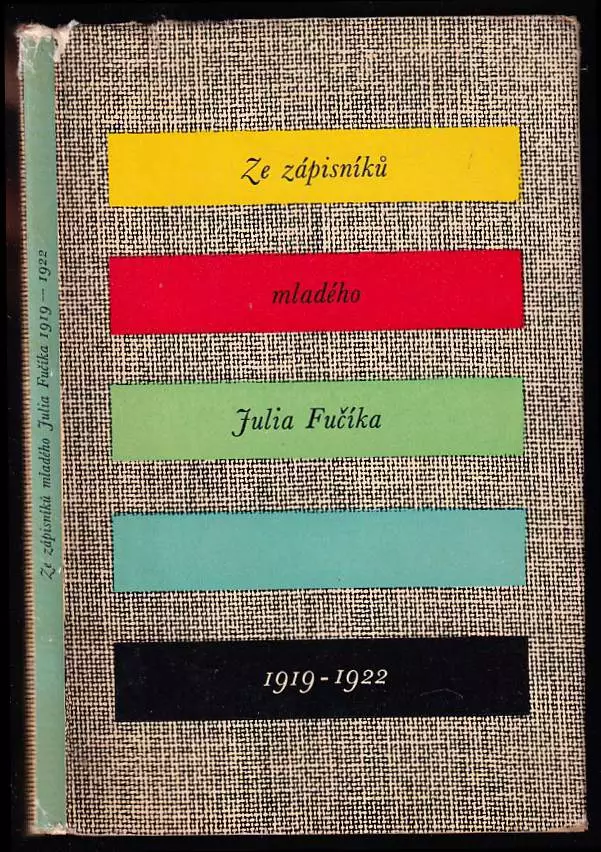 Ze zápisníků
mladého
Julia Fučíka
1919-1922
Ze zápisníků mladého Julia Fučíka 1919 — 1922